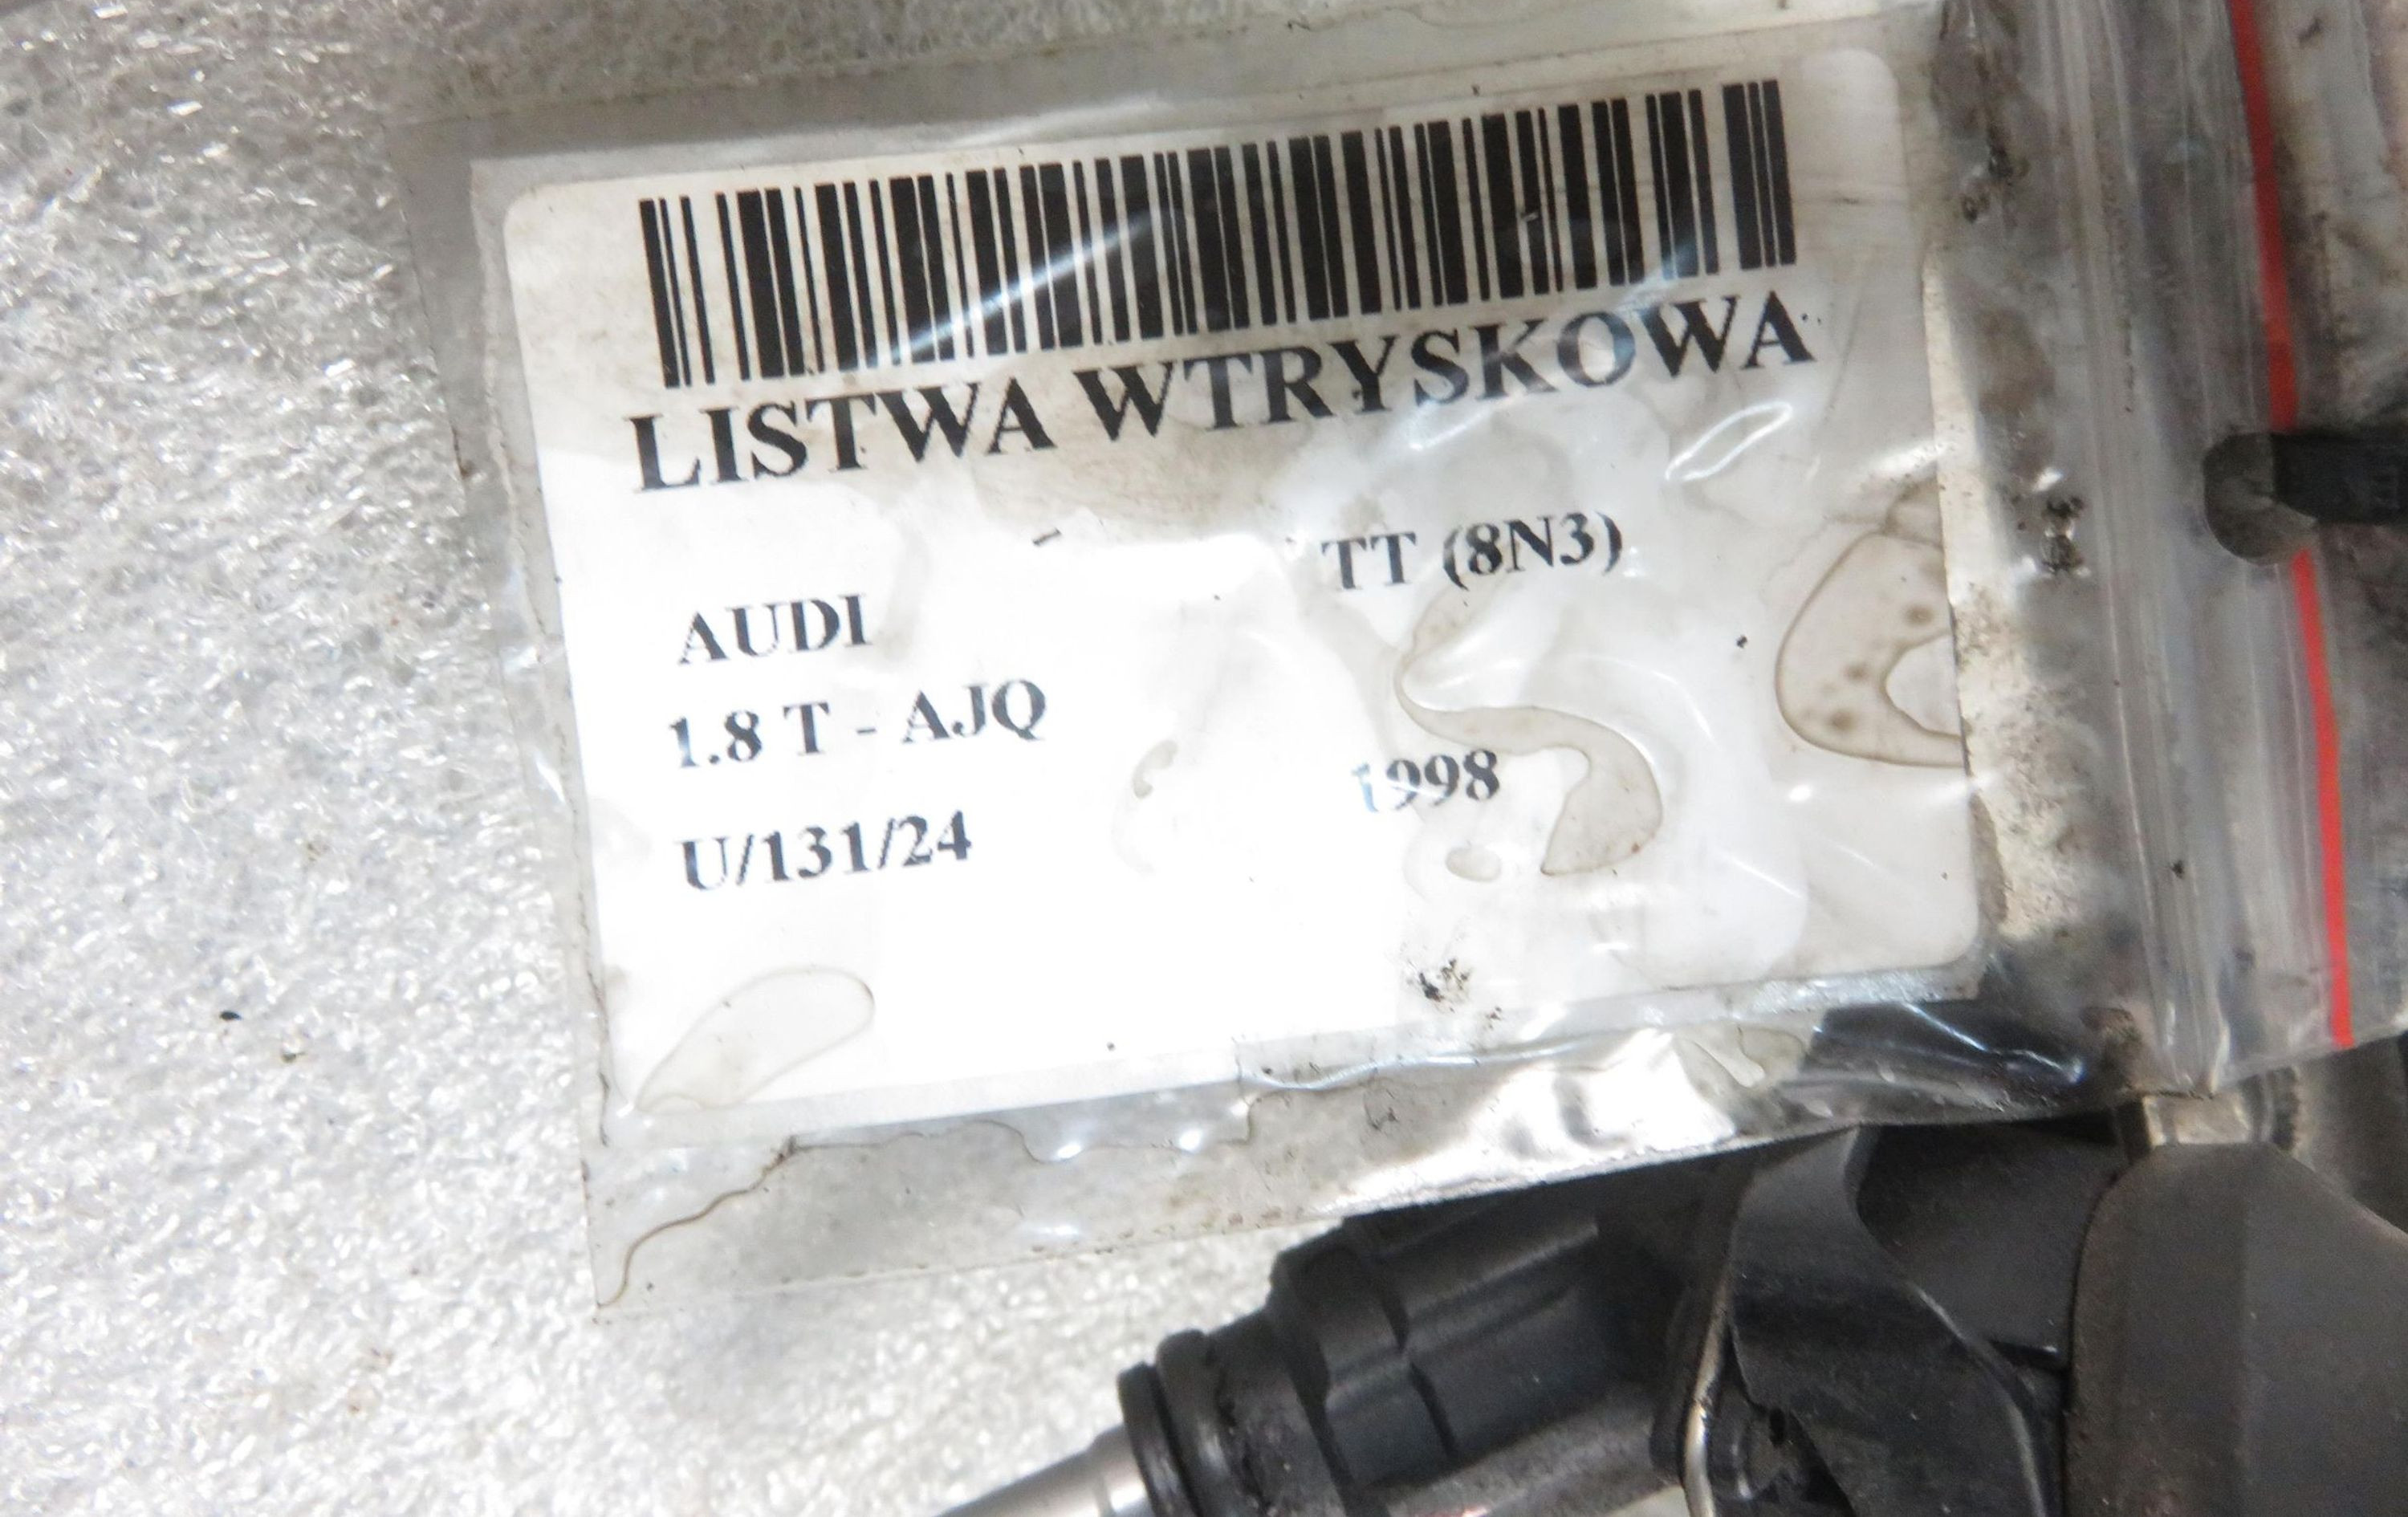 LISTWA WTRYSKOWA
AUDI TT (8N3)
1.8 T - AJQ
U/131/24 1998